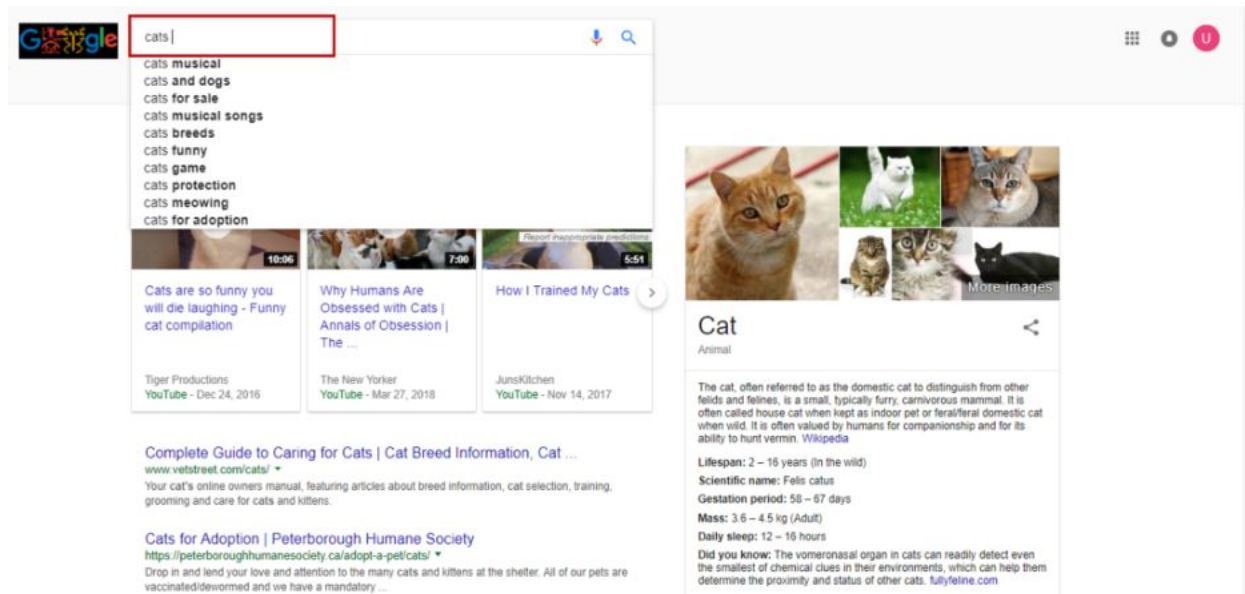 Google
cats
cats musical
cats and dogs
cats for sale
cats musical songs
cats breeds
cats funny
cats game
cats protection
cats meowing
cats for adoption
Report inappropriate predictions
10:06
7:00
5:51
Cats are so funny you
will die laughing - Funny
cat compilation
Tiger Productions
YouTube - Dec 24, 2016
Why Humans Are
Obsessed with Cats |
Annals of Obsession |
The ...
The New Yorker
YouTube - Mar 27, 2018
How I Trained My Cats
JunsKitchen
YouTube - Nov 14, 2017
Complete Guide to Caring for Cats | Cat Breed Information, Cat ...
www.vetstreet.com/cats/
Your cat's online owners manual, featuring articles about breed information, cat selection, training,
grooming and care for cats and kittens.
Cats for Adoption | Peterborough Humane Society
https://peterboroughhumanesociety.ca/adopt-a-pet/cats/
Drop in and lend your love and attention to the many cats and kittens at the shelter. All of our pets are
vaccinated/dewormed and we have a mandatory ...
U
More images
Cat
Animal
The cat, often referred to as the domestic cat to distinguish from other
felids and felines, is a small, typically furry, carnivorous mammal. It is
often called house cat when kept as indoor pet or feral/feral domestic cat
when wild. It is often valued by humans for companionship and for its
ability to hunt vermin. Wikipedia
Lifespan: 2 – 16 years (In the wild)
Scientific name: Felis catus
Gestation period: 58 – 67 days
Mass: 3.6 – 4.5 kg (Adult)
Daily sleep: 12 – 16 hours
Did you know: The vomeronasal organ in cats can readily detect even
the smallest of chemical clues in their environments, which can help them
determine the proximity and status of other cats. fullyfeline.com